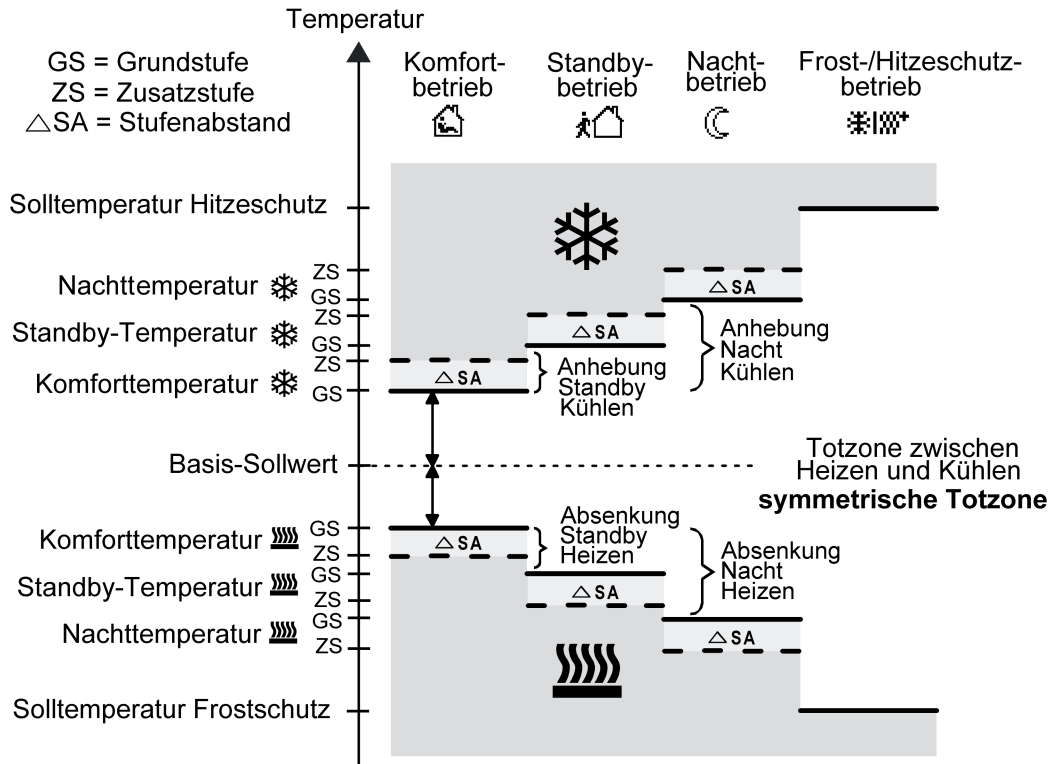 Temperatur
GS = Grundstufe
ZS = Zusatzstufe
△SA = Stufenabstand
Komfort-
betrieb
Standby-
betrieb
Nacht-
betrieb
Frost-/Hitzeschutz-
betrieb
Solltemperatur Hitzeschutz
Nachttemperatur
ZS
GS
△SA
Standby-Temperatur
ZS
GS
△SA
Komforttemperatur
ZS
GS
△SA
Anhebung
Standby
Kühlen
Anhebung
Nacht
Kühlen
Basis-Sollwert
Totzone zwischen
Heizen und Kühlen
symmetrische Totzone
Komforttemperatur
GS
ZS
△SA
Absenkung
Standby
Heizen
Absenkung
Nacht
Heizen
Standby-Temperatur
GS
ZS
△SA
Nachttemperatur
GS
ZS
△SA
Solltemperatur Frostschutz